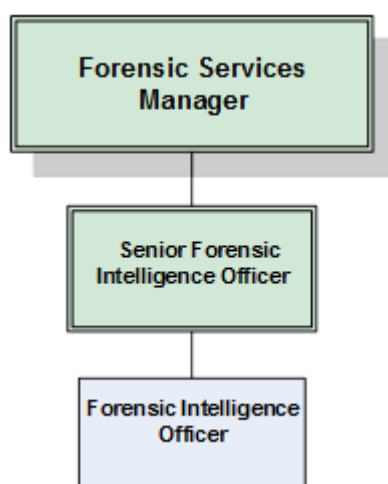 Forensic Services
Manager
Senior Forensic
Intelligence Officer
Forensic Intelligence
Officer